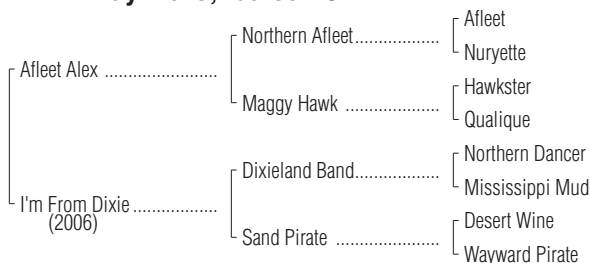 Afleet
Northern Afleet...................
Nuryette
Afleet Alex .........................
Hawkster
Maggy Hawk .....................
Qualique
Northern Dancer
Dixieland Band...................
Mississippi Mud
I'm From Dixie ...................
(2006)
Desert Wine
Sand Pirate .......................
Wayward Pirate